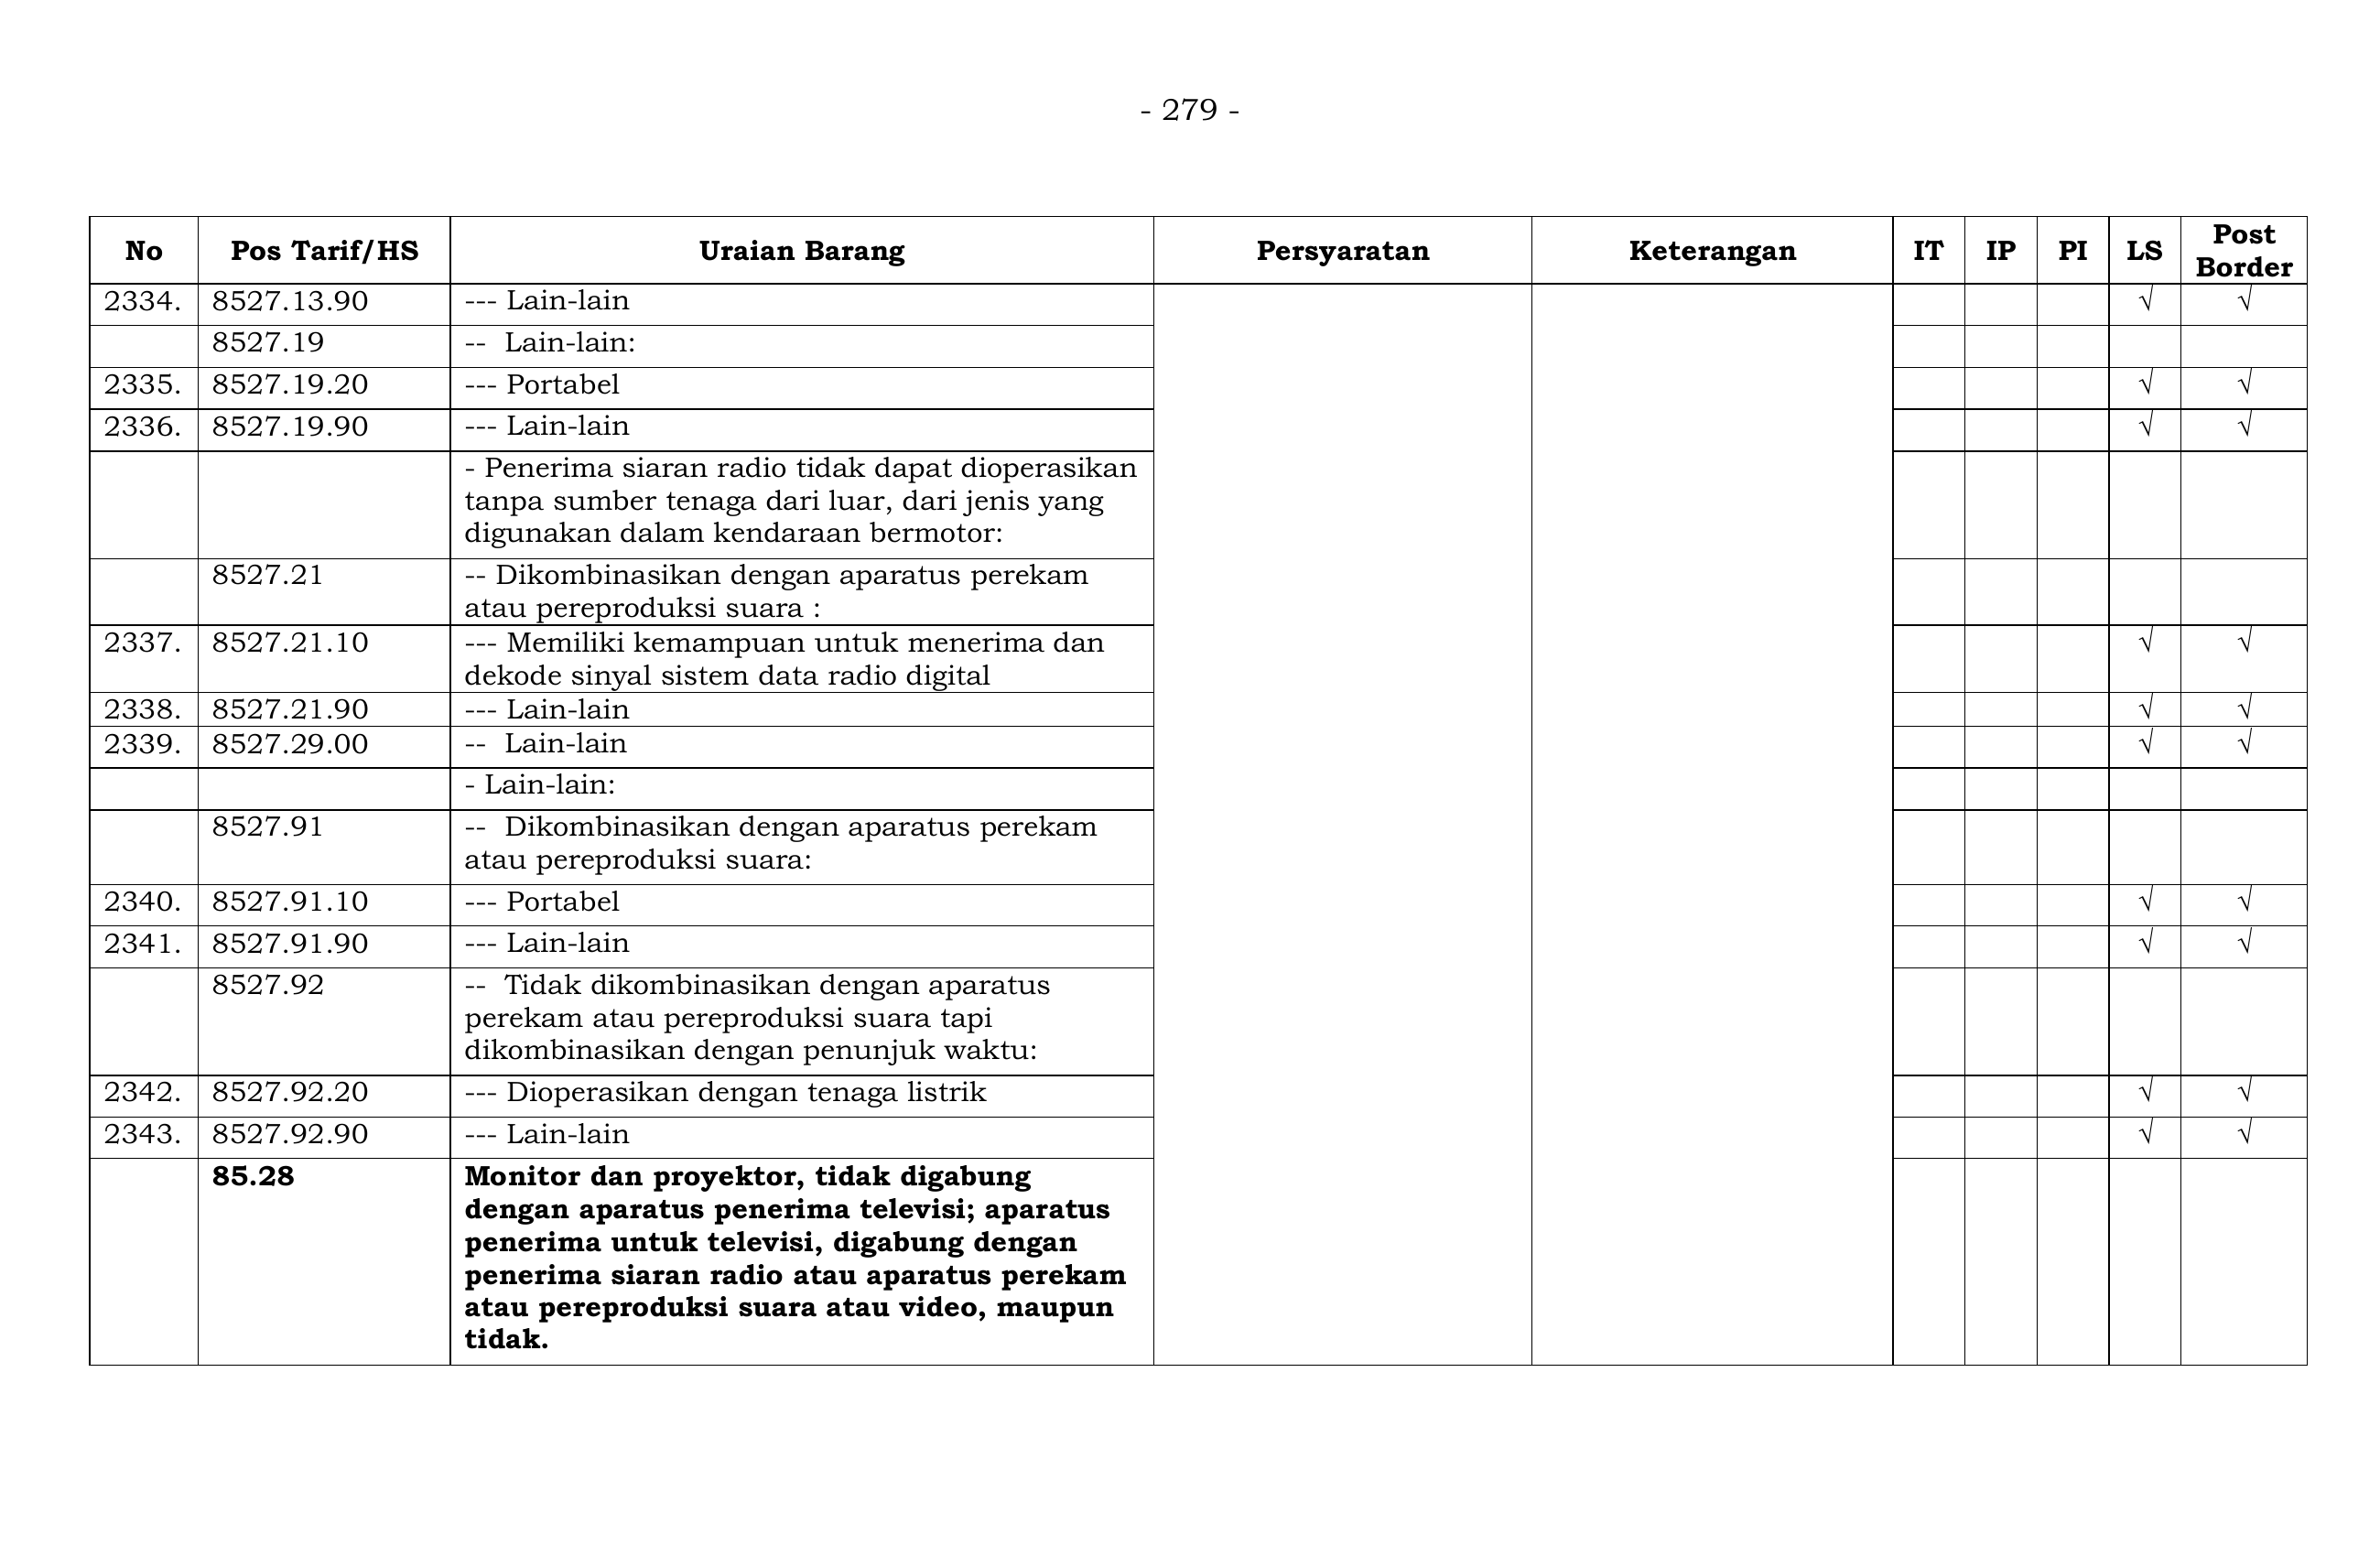 - 279 -
No Pos Tarif/HS Uraian Barang Persyaratan Keterangan IT IP PI LS Post Border
2334. 8527.13.90 --- Lain-lain √ √
8527.19 -- Lain-lain:
2335. 8527.19.20 --- Portabel √ √
2336. 8527.19.90 --- Lain-lain √ √
- Penerima siaran radio tidak dapat dioperasikan
tanpa sumber tenaga dari luar, dari jenis yang
digunakan dalam kendaraan bermotor:
8527.21 -- Dikombinasikan dengan aparatus perekam
atau pereproduksi suara :
2337. 8527.21.10 --- Memiliki kemampuan untuk menerima dan √ √
dekode sinyal sistem data radio digital
2338. 8527.21.90 --- Lain-lain √ √
2339. 8527.29.00 -- Lain-lain √ √
- Lain-lain:
8527.91 -- Dikombinasikan dengan aparatus perekam
atau pereproduksi suara:
2340. 8527.91.10 --- Portabel √ √
2341. 8527.91.90 --- Lain-lain √ √
8527.92 -- Tidak dikombinasikan dengan aparatus
perekam atau pereproduksi suara tapi
dikombinasikan dengan penunjuk waktu:
2342. 8527.92.20 --- Dioperasikan dengan tenaga listrik √ √
2343. 8527.92.90 --- Lain-lain √ √
85.28 Monitor dan proyektor, tidak digabung
dengan aparatus penerima televisi; aparatus
penerima untuk televisi, digabung dengan
penerima siaran radio atau aparatus perekam
atau pereproduksi suara atau video, maupun
tidak.